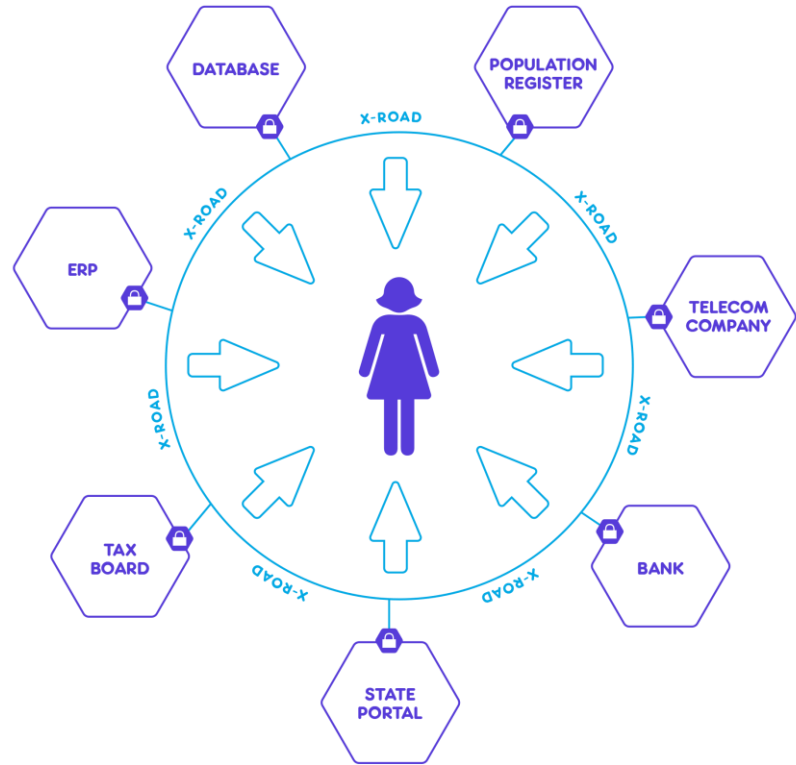 DATABASE
POPULATION
REGISTER
X-ROAD
X-ROAD
X-ROAD
ERP
TELECOM
COMPANY
X-ROAD
X-ROAD
TAX
BOARD
BANK
X-ROAD
X-ROAD
STATE
PORTAL